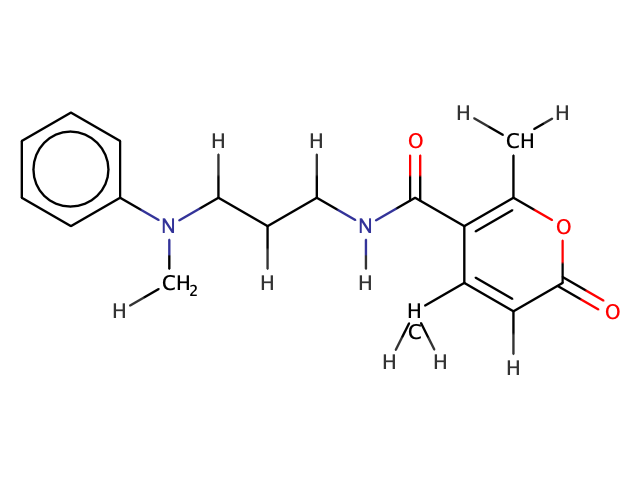 H H
H H O CH
N N O
H CH₂ H H H C O
H H H